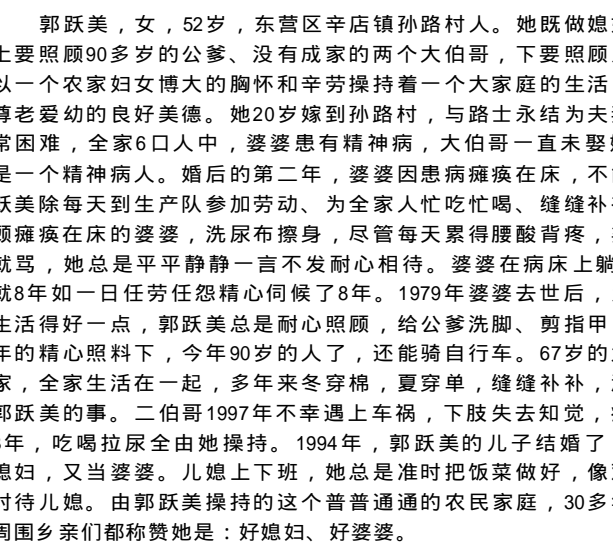 郭跃美，女，52岁，东营区辛店镇孙路村人。她既做媳
上要照顾90多岁的公爹、没有成家的两个大伯哥，下要照顾
以一个农家妇女博大的胸怀和辛劳操持着一个大家庭的生活
尊老爱幼的良好美德。她20岁嫁到孙路村，与路士永结为夫
常困难，全家6口人中，婆婆患有精神病，大伯哥一直未娶
是一个精神病人。婚后的第二年，婆婆因患病瘫痪在床，不
跃美除每天到生产队参加劳动、为全家人忙吃忙喝、缝缝补
顾瘫痪在床的婆婆，洗尿布擦身，尽管每天累得腰酸背疼，
就骂，她总是平平静静一言不发耐心相待。婆婆在病床上躺
就8年如一日任劳任怨精心伺候了8年。1979年婆婆去世后，
生活得好一点，郭跃美总是耐心照顾，给公爹洗脚、剪指甲
年的精心照料下，今年90岁的人了，还能骑自行车。67岁的
家，全家生活在一起，多年来冬穿棉，夏穿单，缝缝补补，
郭跃美的事。二伯哥1997年不幸遇上车祸，下肢失去知觉，
年，吃喝拉尿全由她操持。1994年，郭跃美的儿子结婚了
媳妇，又当婆婆。儿媳上下班，她总是准时把饭菜做好，像
对待儿媳。由郭跃美操持的这个普普通通的农民家庭，30多
周围乡亲们都称赞她是：好媳妇、好婆婆。